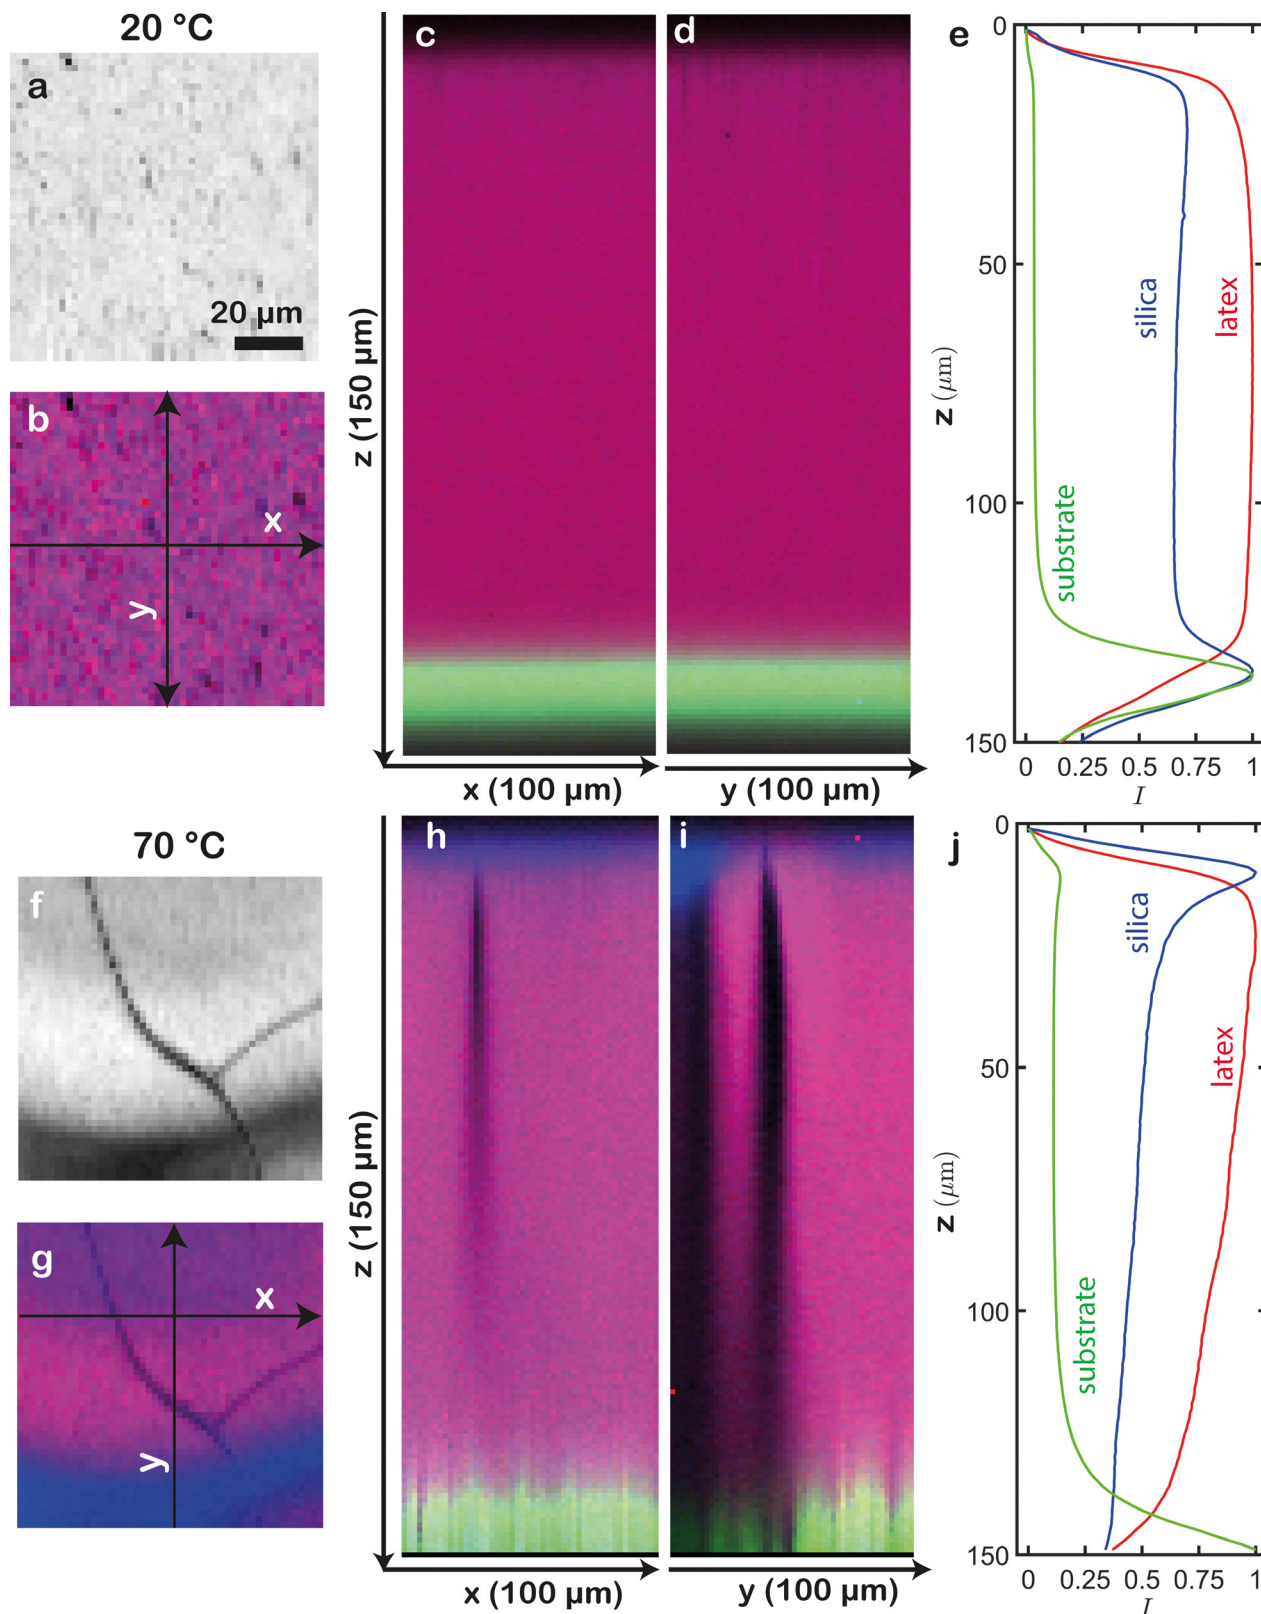 20 °C
a
20 µm
b
x
y
z (150 µm)
c
d
x (100 µm)
y (100 µm)
e
0
50
100
150
z (µm)
silica
latex
substrate
0 0.25 0.5 0.75 1
I
70 °C
f
g
x
y
z (150 µm)
h
i
x (100 µm)
y (100 µm)
j
0
50
100
150
z (µm)
silica
latex
substrate
0 0.25 0.5 0.75 1
I